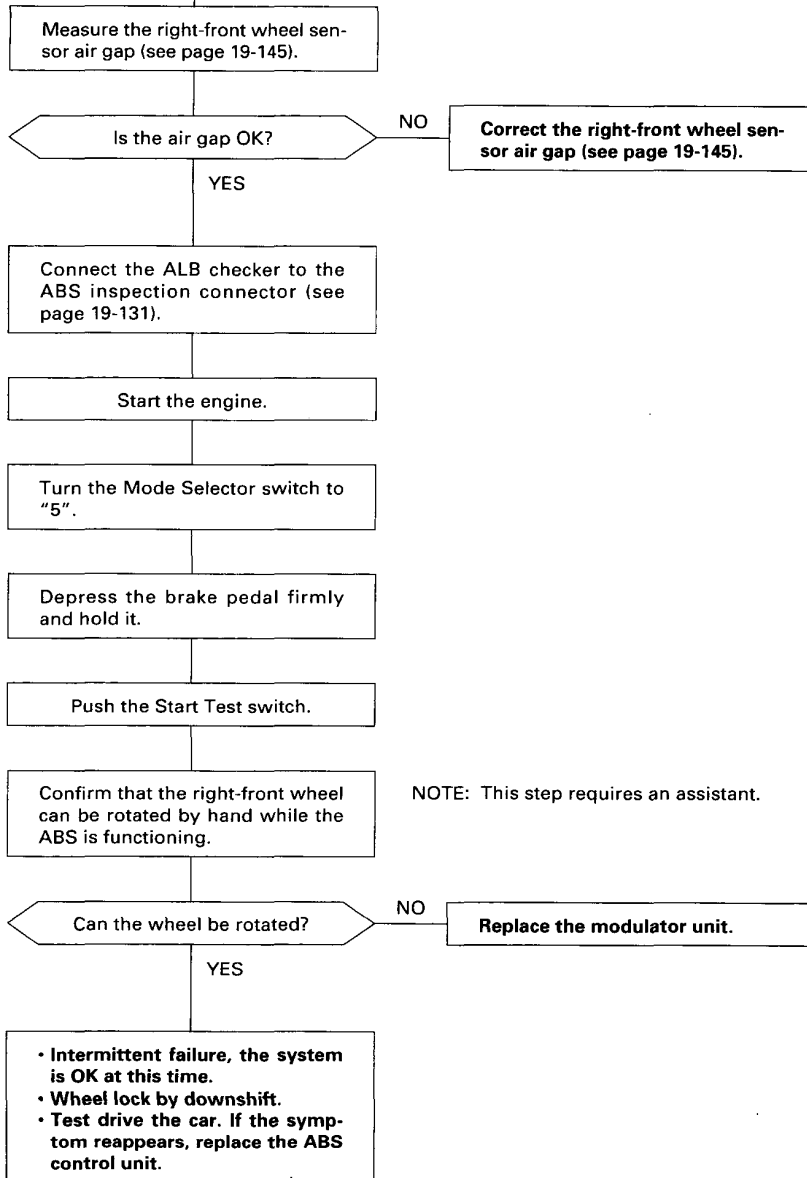 Measure the right-front wheel sen-
sor air gap (see page 19-145).
Is the air gap OK?
NO
Correct the right-front wheel sen-
sor air gap (see page 19-145).
YES
Connect the ALB checker to the
ABS inspection connector (see
page 19-131).
Start the engine.
Turn the Mode Selector switch to
"5".
Depress the brake pedal firmly
and hold it.
Push the Start Test switch.
Confirm that the right-front wheel
can be rotated by hand while the
ABS is functioning.
NOTE: This step requires an assistant.
Can the wheel be rotated?
NO
Replace the modulator unit.
YES
• Intermittent failure, the system
is OK at this time.
• Wheel lock by downshift.
• Test drive the car. If the symp-
tom reappears, replace the ABS
control unit.